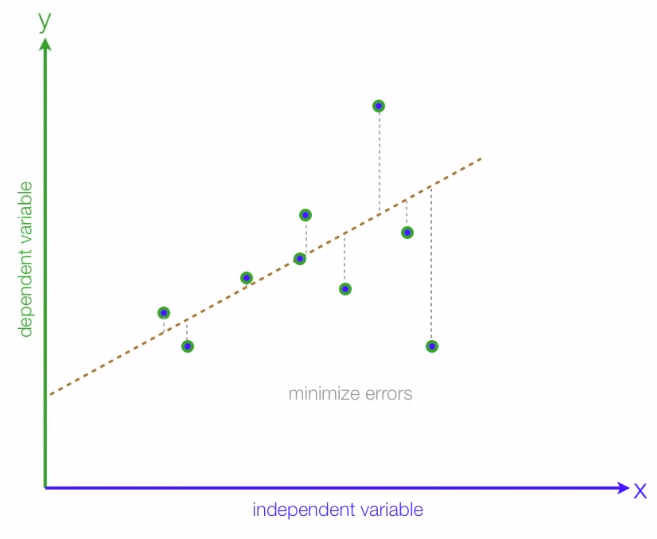 y
dependent variable
minimize errors
x
independent variable